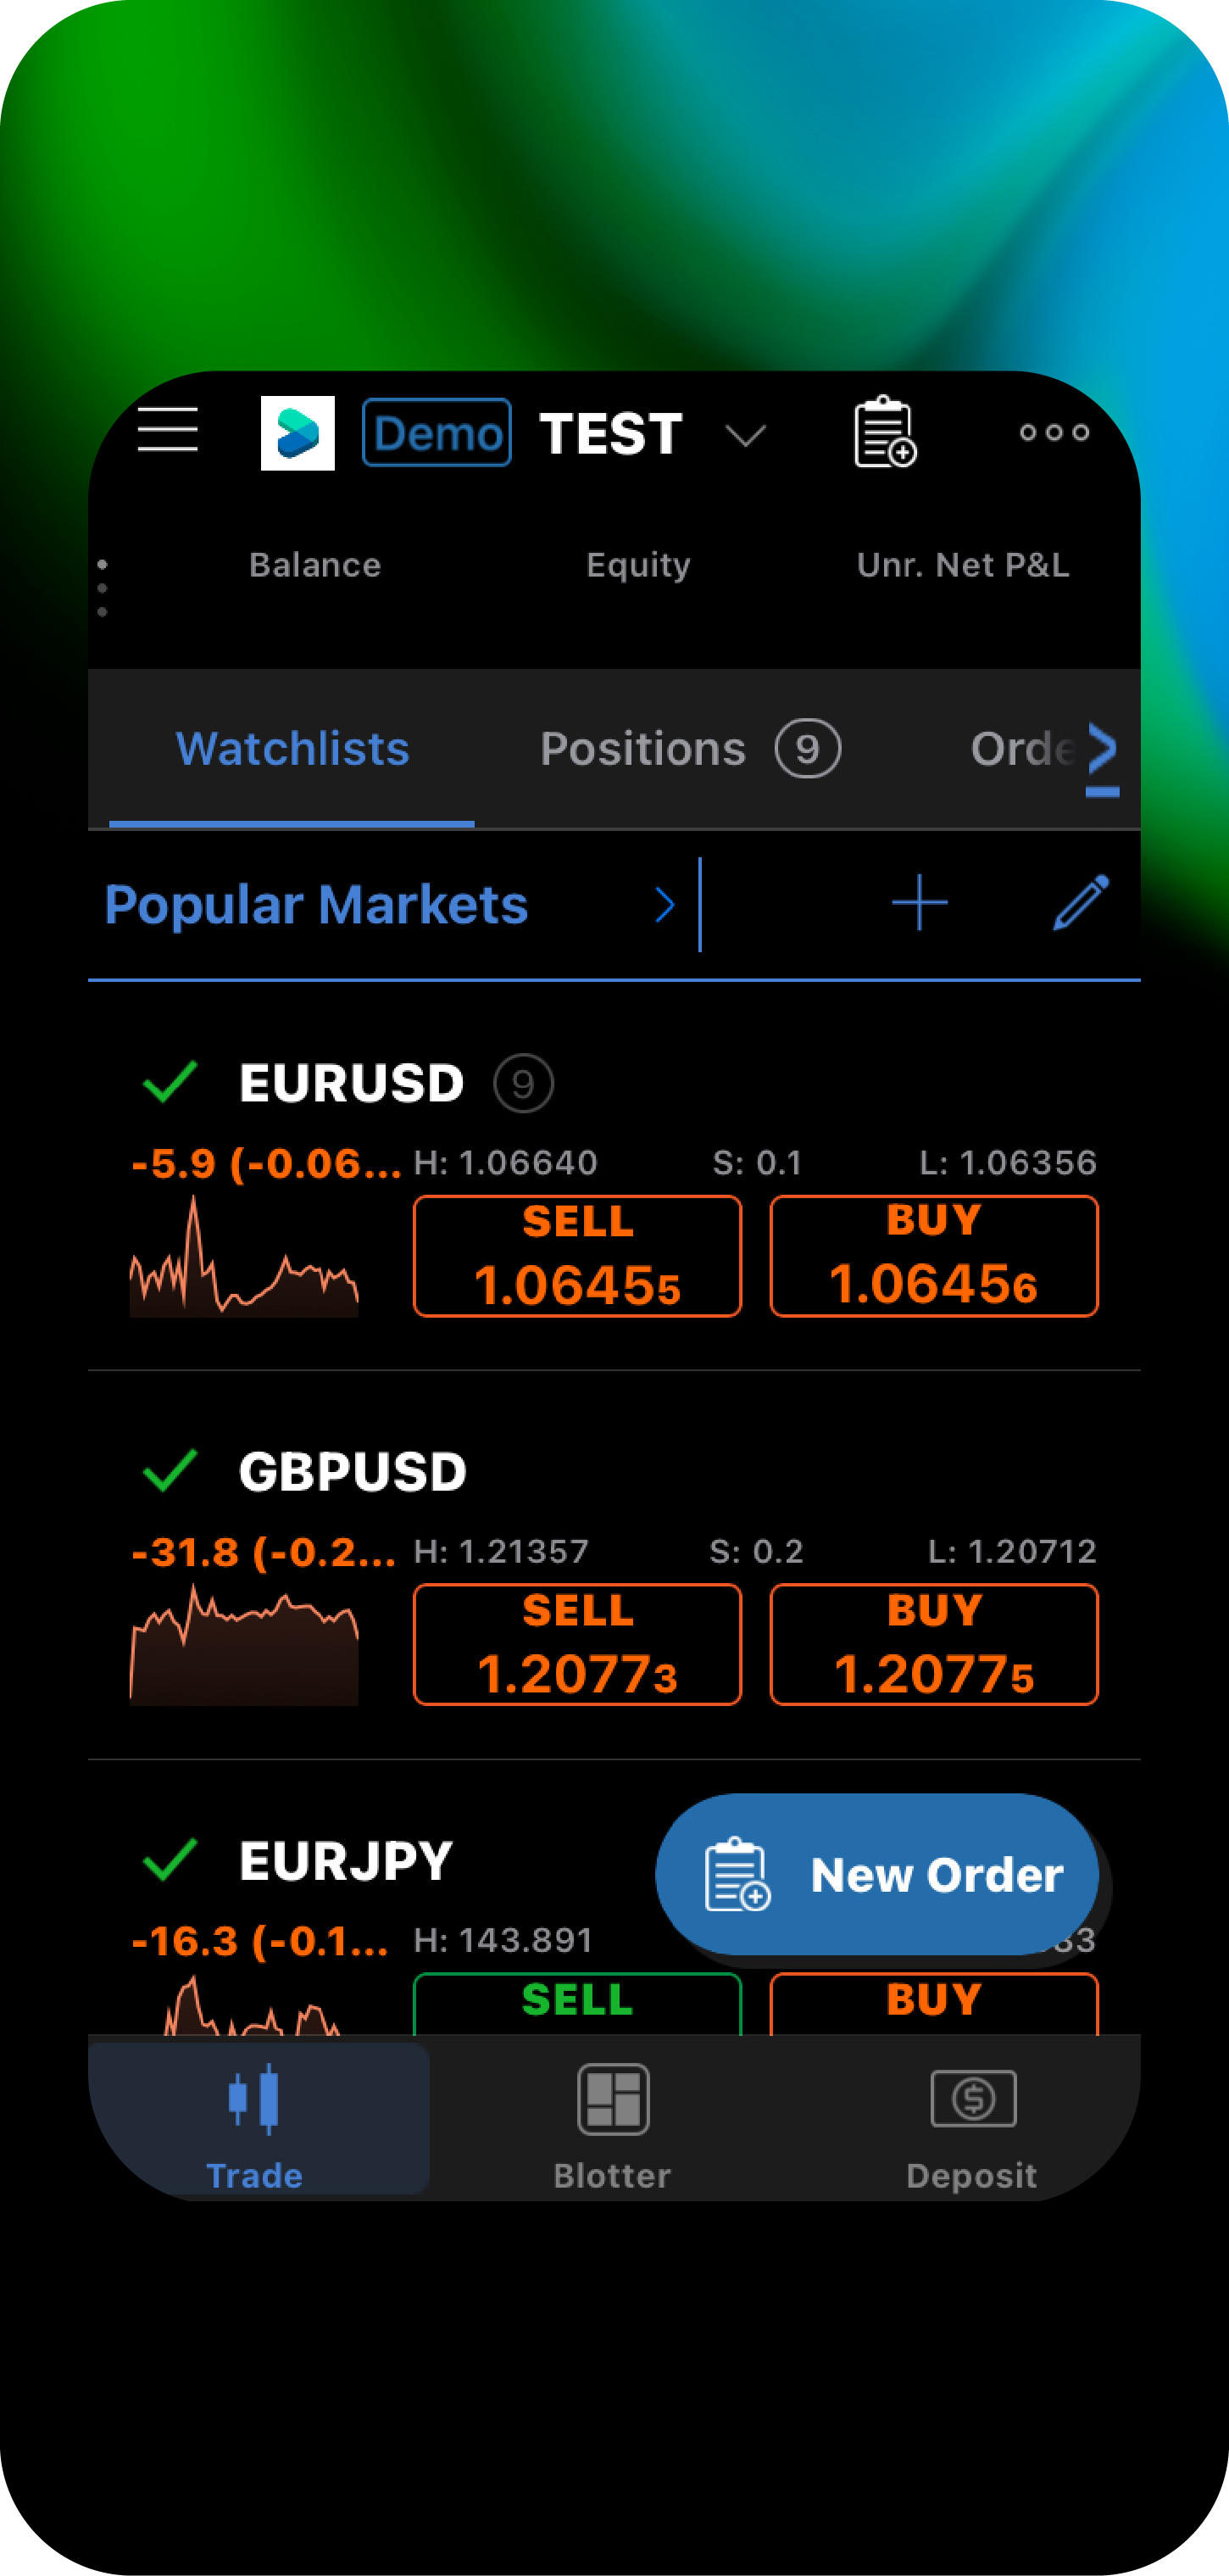 Demo TEST
Balance Equity Unr. Net P&L
Watchlists Positions 9 Orde
Popular Markets
EURUSD 9
-5.9 (-0.06... H: 1.06640 S: 0.1 L: 1.06356
SELL BUY
1.06455 1.06456
GBPUSD
-31.8 (-0.2... H: 1.21357 S: 0.2 L: 1.20712
SELL BUY
1.20773 1.20775
EURJPY
New Order
-16.3 (-0.1... H: 143.891
SELL BUY
Trade Blotter Deposit